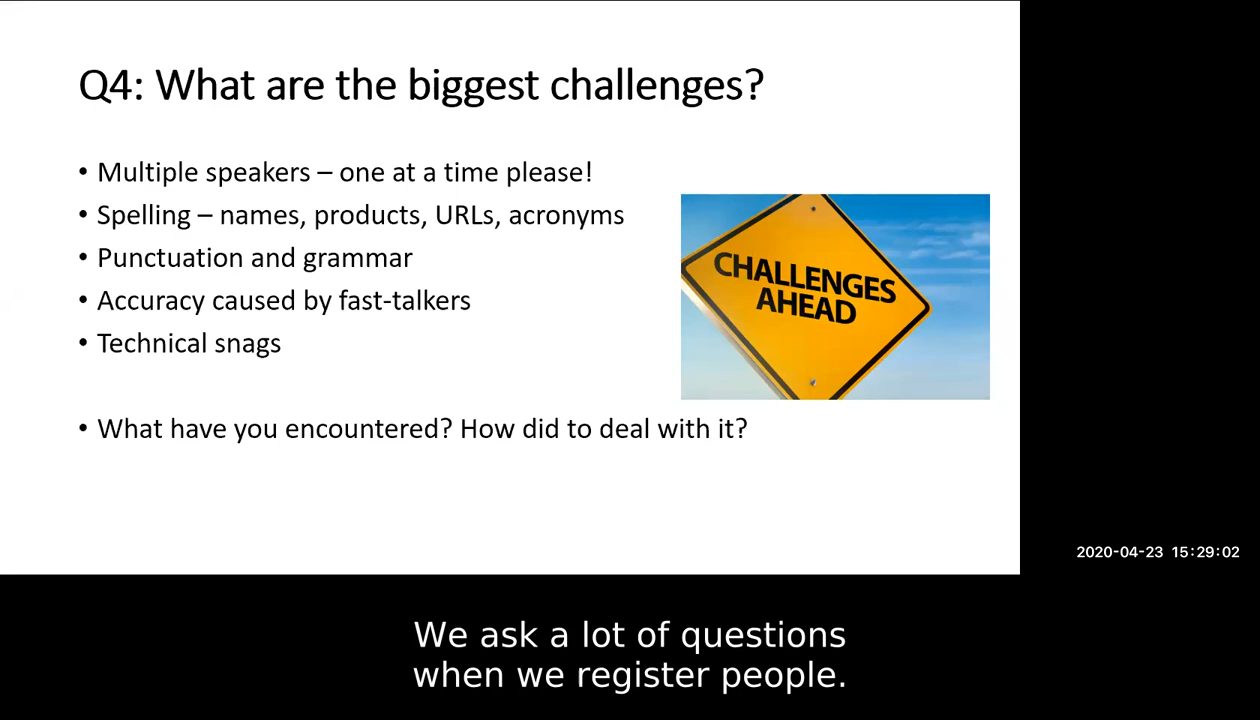 Q4: What are the biggest challenges?
• Multiple speakers – one at a time please!
• Spelling – names, products, URLs, acronyms
• Punctuation and grammar
• Accuracy caused by fast-talkers
• Technical snags
• What have you encountered? How did to deal with it?
CHALLENGES
AHEAD
2020-04-23 15:29:02
We ask a lot of questions
when we register people.